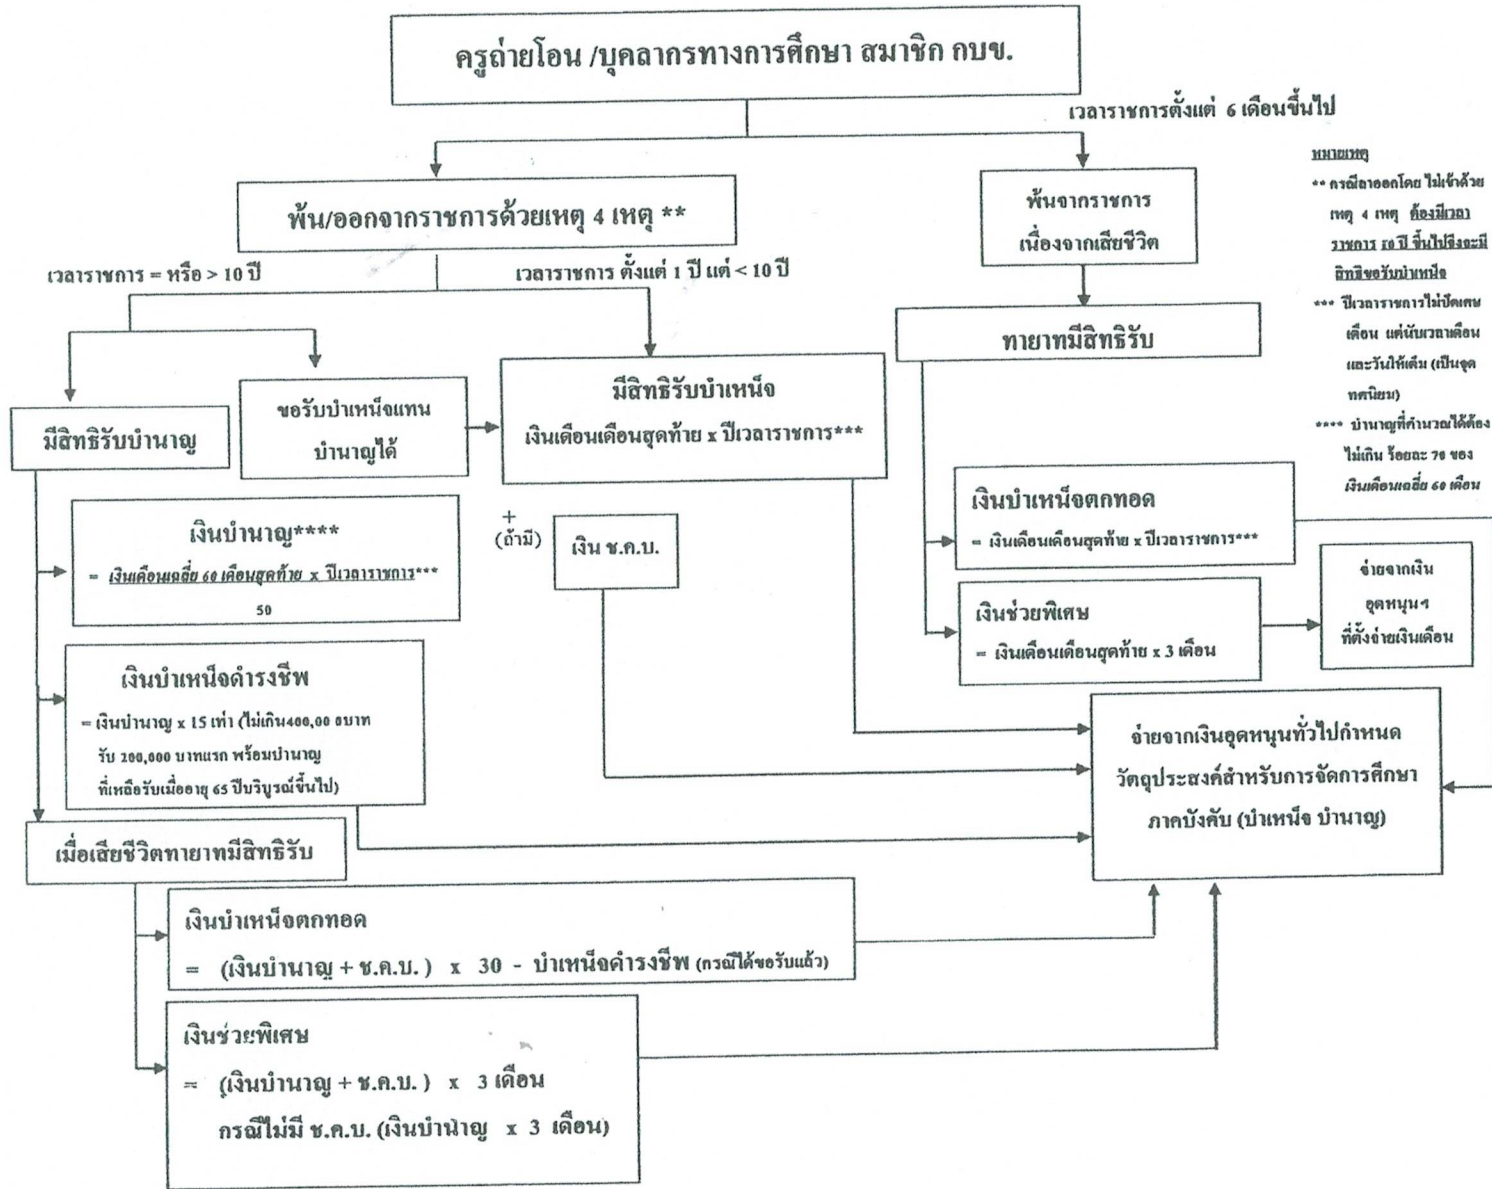 ครูถ่ายโอน /บุคลากรทางการศึกษา สมาชิก กบข.
เวลาราชการตั้งแต่ 6 เดือนขึ้นไป
พ้น/ออกจากราชการด้วยเหตุ 4 เหตุ **
พ้นจากราชการ
เนื่องจากเสียชีวิต
หมายเหตุ
** กรณีลาออกโดย ไม่เข้าด้วย
เหตุ 4 เหตุ ต้องมีเวลา
ราชการ 10 ปี ขึ้นไปจึงจะมี
สิทธิขอรับบำเหน็จ
*** ปีเวลาราชการไม่ปัดเศษ
เดือน แต่นับเวลาเดือน
และวันให้เต็ม (เป็นจุด
ทศนิยม)
**** บำนาญที่คำนวณได้ต้อง
ไม่เกิน ร้อยละ 70 ของ
เงินเดือนเฉลี่ย 60 เดือน
เวลาราชการ = หรือ > 10 ปี
เวลาราชการ ตั้งแต่ 1 ปี แต่ < 10 ปี
ทายาทมีสิทธิรับ
มีสิทธิรับบำนาญ
ขอรับบำเหน็จแทน
บำนาญได้
มีสิทธิรับบำเหน็จ
เงินเดือนเดือนสุดท้าย x ปีเวลาราชการ***
เงินบำนาญ****
= เงินเดือนเฉลี่ย 60 เดือนสุดท้าย x ปีเวลาราชการ***
50
+
(ถ้ามี)
เงิน ช.ค.บ.
เงินบำเหน็จตกทอด
= เงินเดือนเดือนสุดท้าย x ปีเวลาราชการ***
เงินช่วยพิเศษ
= เงินเดือนเดือนสุดท้าย x 3 เดือน
จ่ายจากเงิน
อุดหนุนฯ
ที่ตั้งจ่ายเงินเดือน
เงินบำเหน็จดำรงชีพ
= เงินบำนาญ x 15 เท่า (ไม่เกิน400,00 0บาท
รับ 200,000 บาทแรก พร้อมบำนาญ
ที่เหลือรับเมื่ออายุ 65 ปีบริบูรณ์ขึ้นไป)
จ่ายจากเงินอุดหนุนทั่วไปกำหนด
วัตถุประสงค์สำหรับการจัดการศึกษา
ภาคบังคับ (บำเหน็จ บำนาญ)
เมื่อเสียชีวิตทายาทมีสิทธิรับ
เงินบำเหน็จตกทอด
= (เงินบำนาญ + ช.ค.บ. ) x 30 - บำเหน็จดำรงชีพ (กรณีได้ขอรับแล้ว)
เงินช่วยพิเศษ
= (เงินบำนาญ + ช.ค.บ. ) x 3 เดือน
กรณีไม่มี ช.ค.บ. (เงินบำนาญ x 3 เดือน)